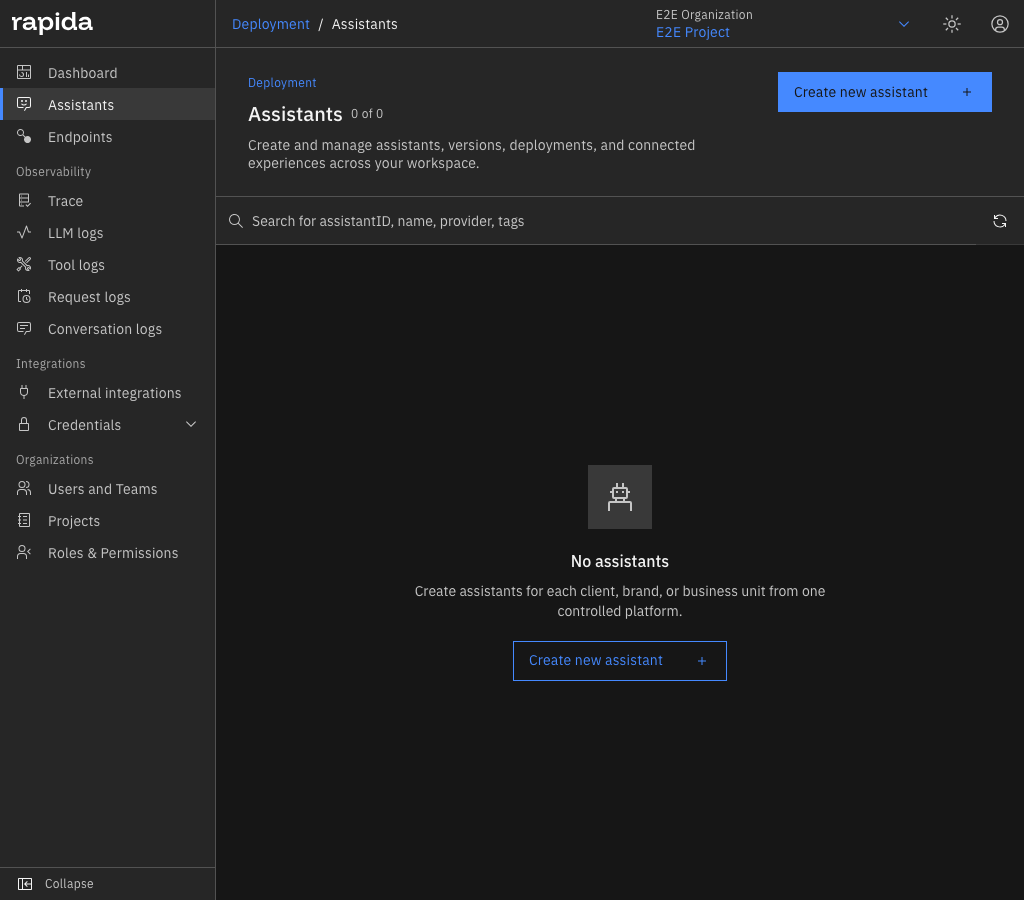 rapida
Deployment / Assistants
E2E Organization
E2E Project
Dashboard
Assistants
Endpoints
Observability
Trace
LLM logs
Tool logs
Request logs
Conversation logs
Integrations
External integrations
Credentials
Organizations
Users and Teams
Projects
Roles & Permissions
Collapse
Deployment
Assistants 0 of 0
Create and manage assistants, versions, deployments, and connected
experiences across your workspace.
Create new assistant +
Search for assistantID, name, provider, tags
No assistants
Create assistants for each client, brand, or business unit from one
controlled platform.
Create new assistant +